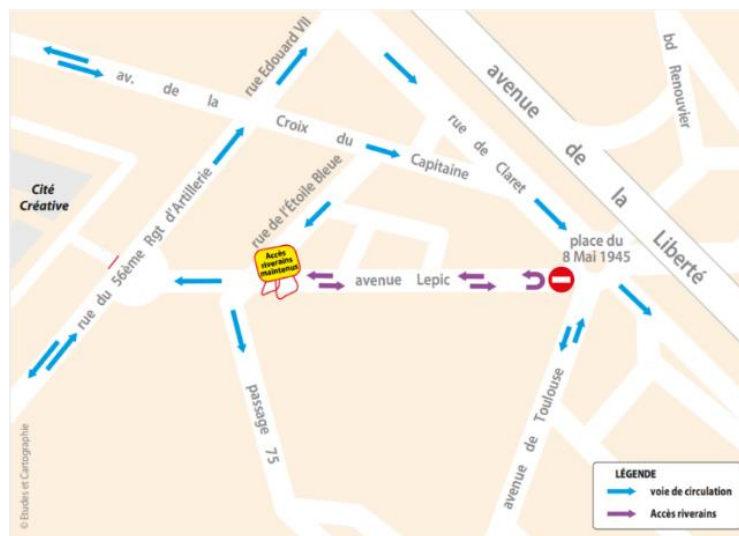 rue Edouard VII
bd Renouvier
avenue de la Liberté
av. de la Croix du Capitaine
rue de Claret
Cité
Créative
rue du 56ème Rgt d'Artillerie
rue de l'Étoile Bleue
place du
8 Mai 1945
Accès
riverains
maintenus
avenue Lepic
passage 75
avenue de Toulouse
© Etudes et Cartographie
LÉGENDE
voie de circulation
Accès riverains